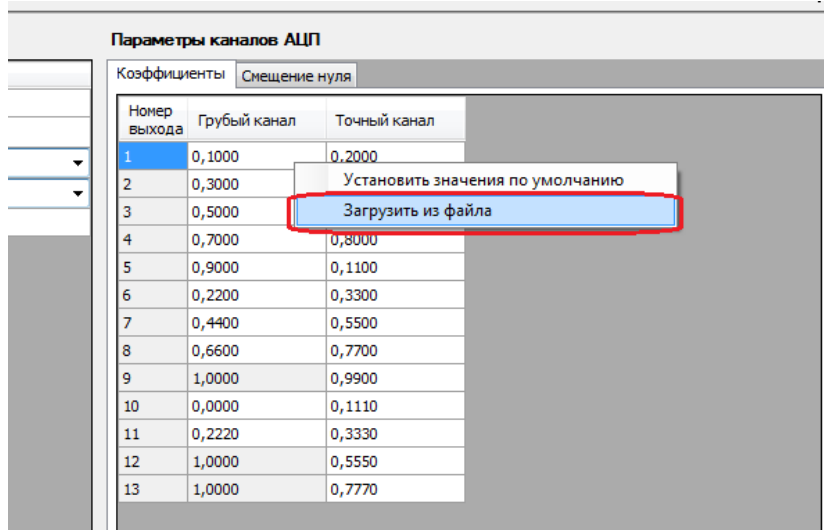 Параметры каналов АЦП
Коэффициенты Смещение нуля
Номер выхода Грубый канал Точный канал
1 0,1000 0,2000
Установить значения по умолчанию
2 0,3000
Загрузить из файла
3 0,5000
4 0,7000 0,8000
5 0,9000 0,1100
6 0,2200 0,3300
7 0,4400 0,5500
8 0,6600 0,7700
9 1,0000 0,9900
10 0,0000 0,1110
11 0,2220 0,3330
12 1,0000 0,5550
13 1,0000 0,7770